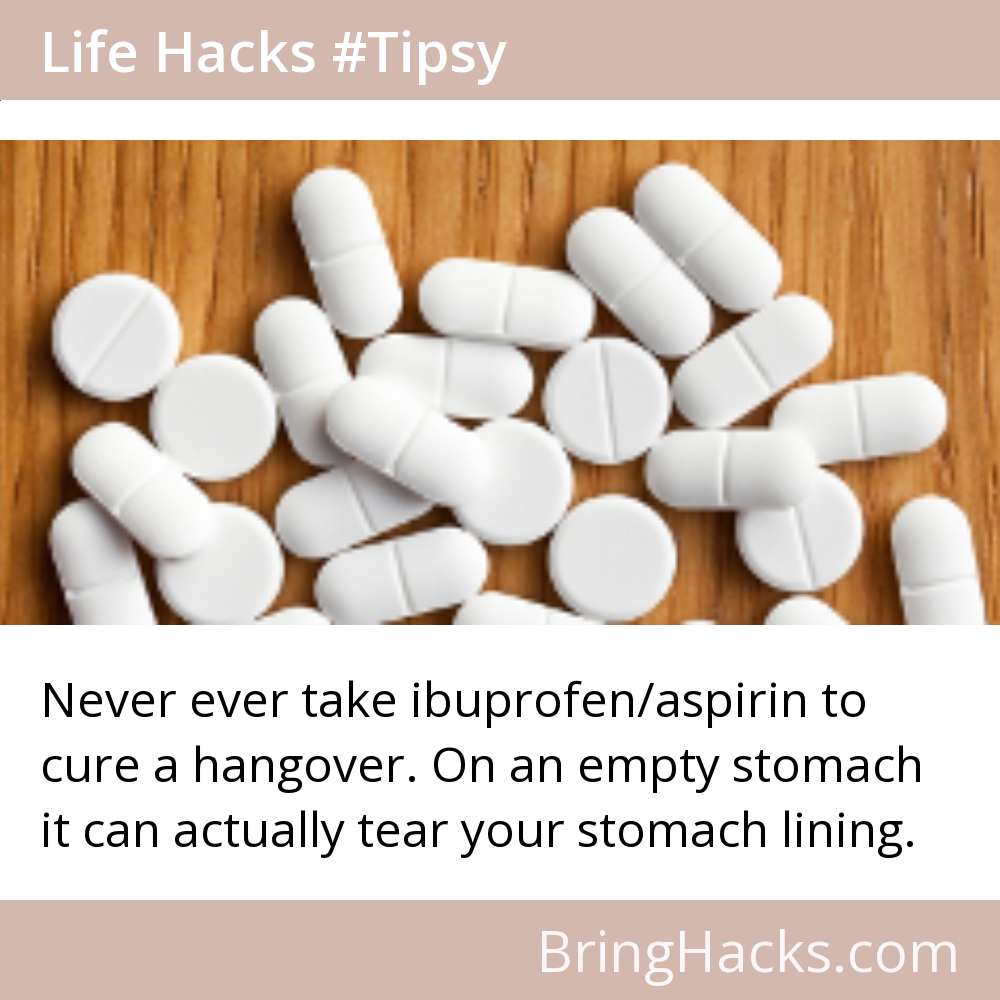 Life Hacks #Tipsy
Never ever take ibuprofen/aspirin to
cure a hangover. On an empty stomach
it can actually tear your stomach lining.
BringHacks.com